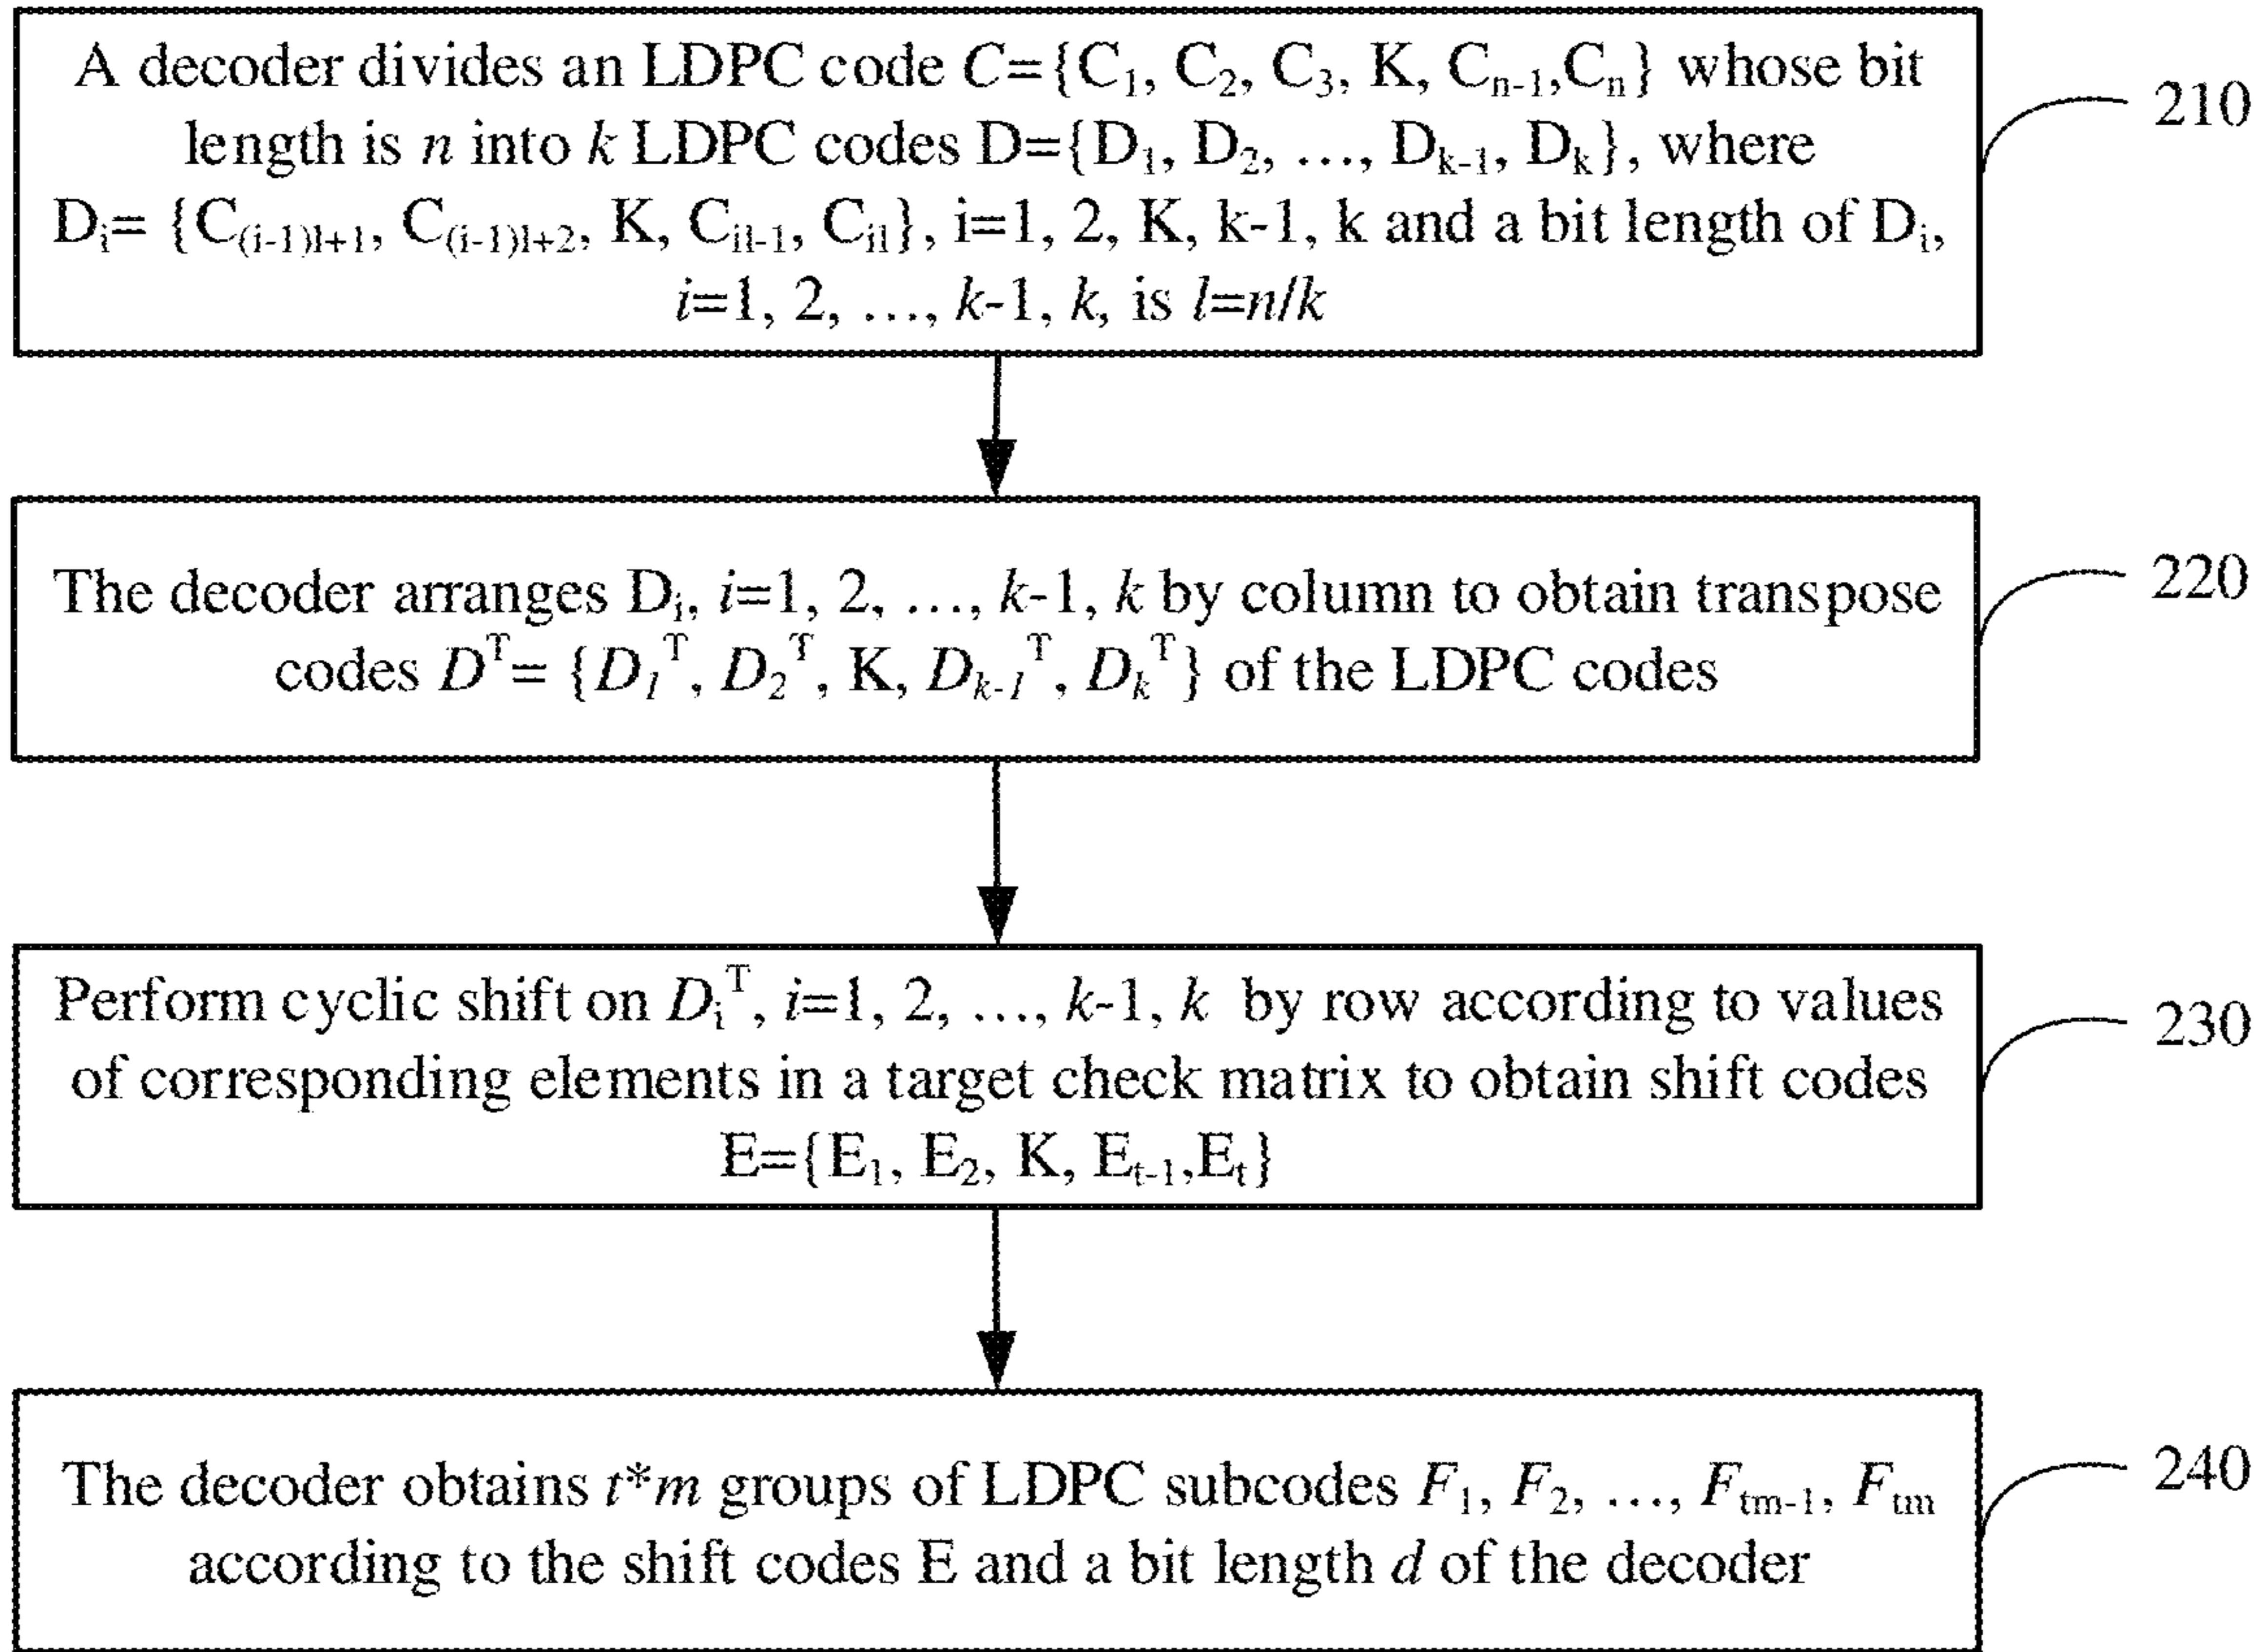 A decoder divides an LDPC code C={C₁, C₂, C₃, K, Cₙ₋₁,Cₙ} whose bit
length is n into k LDPC codes D={D₁, D₂, …, Dₖ₋₁, Dₖ}, where
Dᵢ= {C₍ᵢ₋₁₎ₗ₊₁, C₍ᵢ₋₁₎ₗ₊₂, K, Cᵢₗ₋₁, Cᵢₗ}, i=1, 2, K, k-1, k and a bit length of Dᵢ,
i=1, 2, …, k-1, k, is l=n/k
210
The decoder arranges Dᵢ, i=1, 2, …, k-1, k by column to obtain transpose
codes Dᵀ= {D₁ᵀ, D₂ᵀ, K, Dₖ₋₁ᵀ, Dₖᵀ} of the LDPC codes
220
Perform cyclic shift on Dᵢᵀ, i=1, 2, …, k-1, k by row according to values
of corresponding elements in a target check matrix to obtain shift codes
E={E₁, E₂, K, Eₜ₋₁,Eₜ}
230
The decoder obtains t*m groups of LDPC subcodes F₁, F₂, …, Fₜₘ₋₁, Fₜₘ
according to the shift codes E and a bit length d of the decoder
240